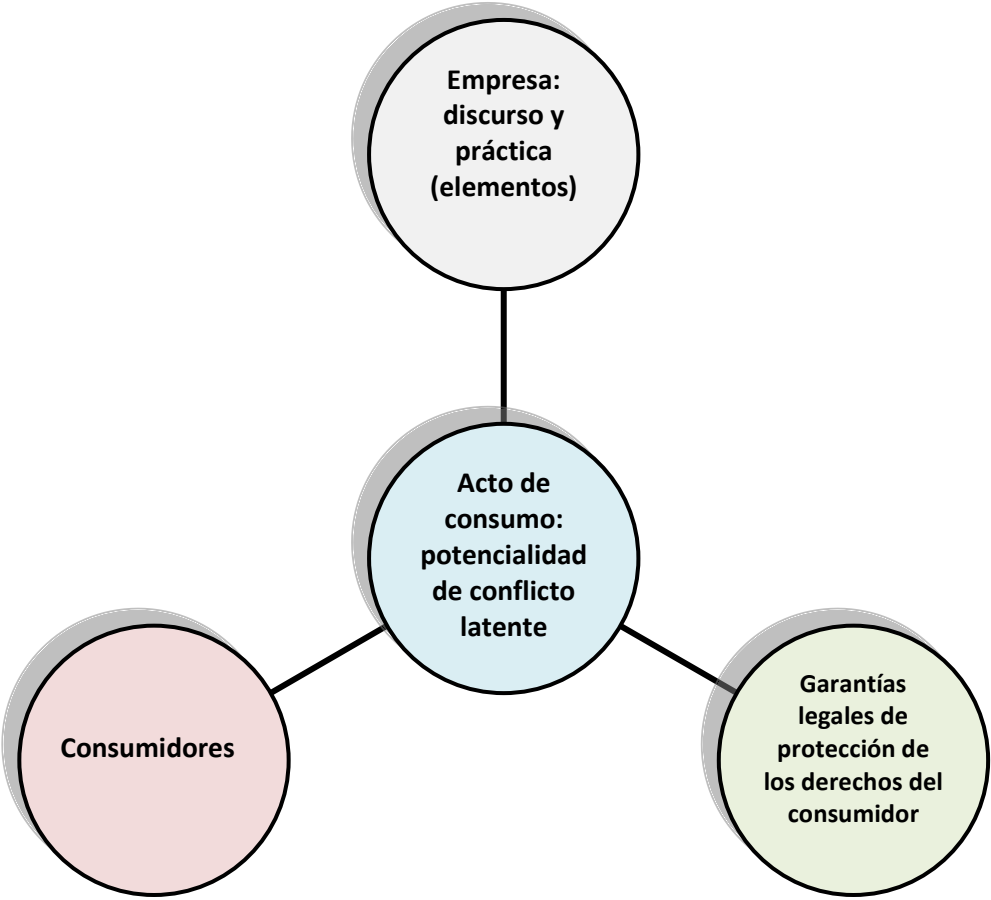 Empresa:
discurso y
práctica
(elementos)
Acto de
consumo:
potencialidad
de conflicto
latente
Consumidores
Garantías
legales de
protección de
los derechos del
consumidor